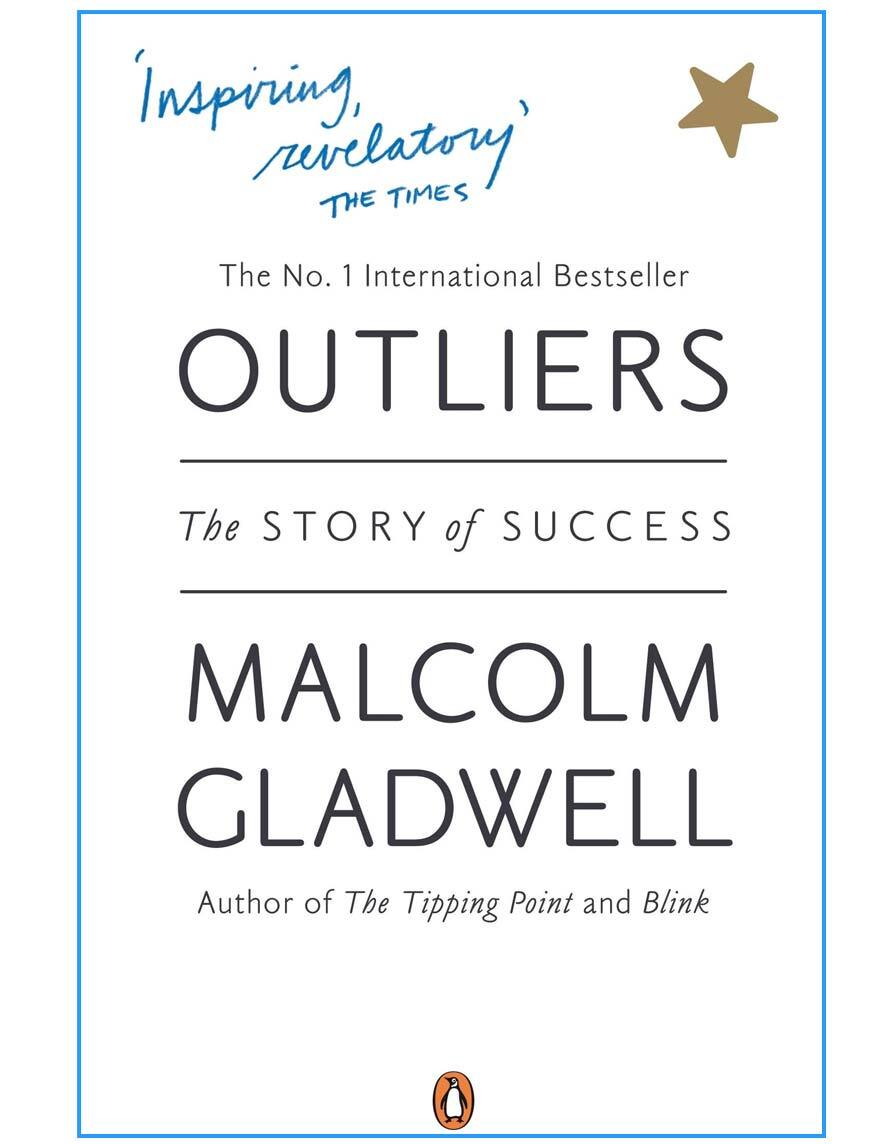 'Inspiring,
revelatory'
THE TIMES
The No. 1 International Bestseller
OUTLIERS
The STORY of SUCCESS
MALCOLM
GLADWELL
Author of The Tipping Point and Blink